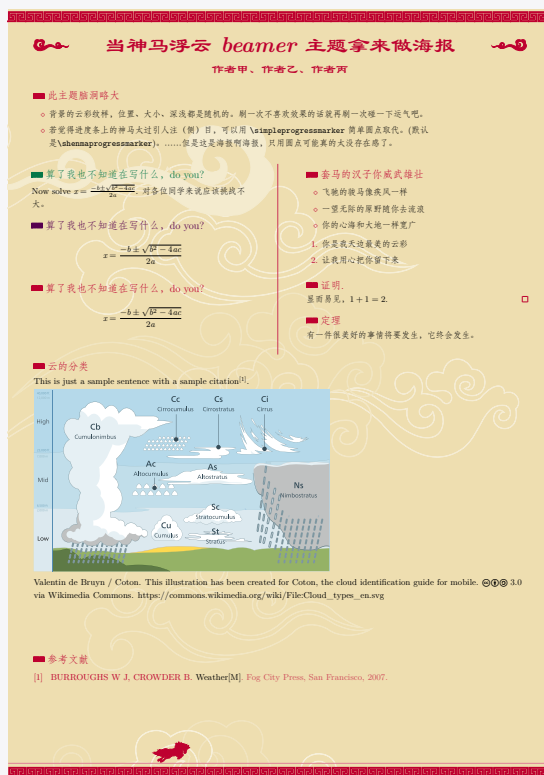 当神马浮云 beamer 主题拿来做海报
作者甲、作者乙、作者丙
此主题脑洞略大
背景的云彩纹样，位置、大小、深浅都是随机的。刷一次不喜欢效果的话就再刷一次碰一下运气吧。
若觉得进度条上的神马太过引人注（侧）目，可以用 \simpleprogressmarker 简单圆点取代。(默认
是\shenmaprogressmarker)。……但是这是海报啊海报，只用圆点可能真的太没存在感了。
算了我也不知道在写什么，do you?
Now solve x = \frac{-b±\sqrt{b²-4ac}}{2a}. 对各位同学来说应该挑战不
大。
算了我也不知道在写什么，do you?
x = \frac{-b ± \sqrt{b² − 4ac}}{2a}
算了我也不知道在写什么，do you?
x = \frac{-b ± \sqrt{b² − 4ac}}{2a}
套马的汉子你威武雄壮
飞驰的骏马像疾风一样
一望无际的原野随你去流浪
你的心海和大地一样宽广
1. 你是我天边最美的云彩
2. 让我用心把你留下来
证明.
显而易见，1 + 1 = 2.
定理
有一件很美好的事情将要发生，它终会发生。
云的分类
This is just a sample sentence with a sample citation[1].
High
Mid
Low
Cb
Cumulonimbus
Cc
Cirrocumulus
Cs
Cirrostratus
Ci
Cirrus
Ac
Altocumulus
As
Altostratus
Ns
Nimbostratus
Sc
Stratocumulus
Cu
Cumulus
St
Stratus
Valentin de Bruyn / Coton. This illustration has been created for Coton, the cloud identification guide for mobile. 3.0
via Wikimedia Commons. https://commons.wikimedia.org/wiki/File:Cloud_types_en.svg
参考文献
[1] BURROUGHS W J, CROWDER B. Weather[M]. Fog City Press, San Francisco, 2007.